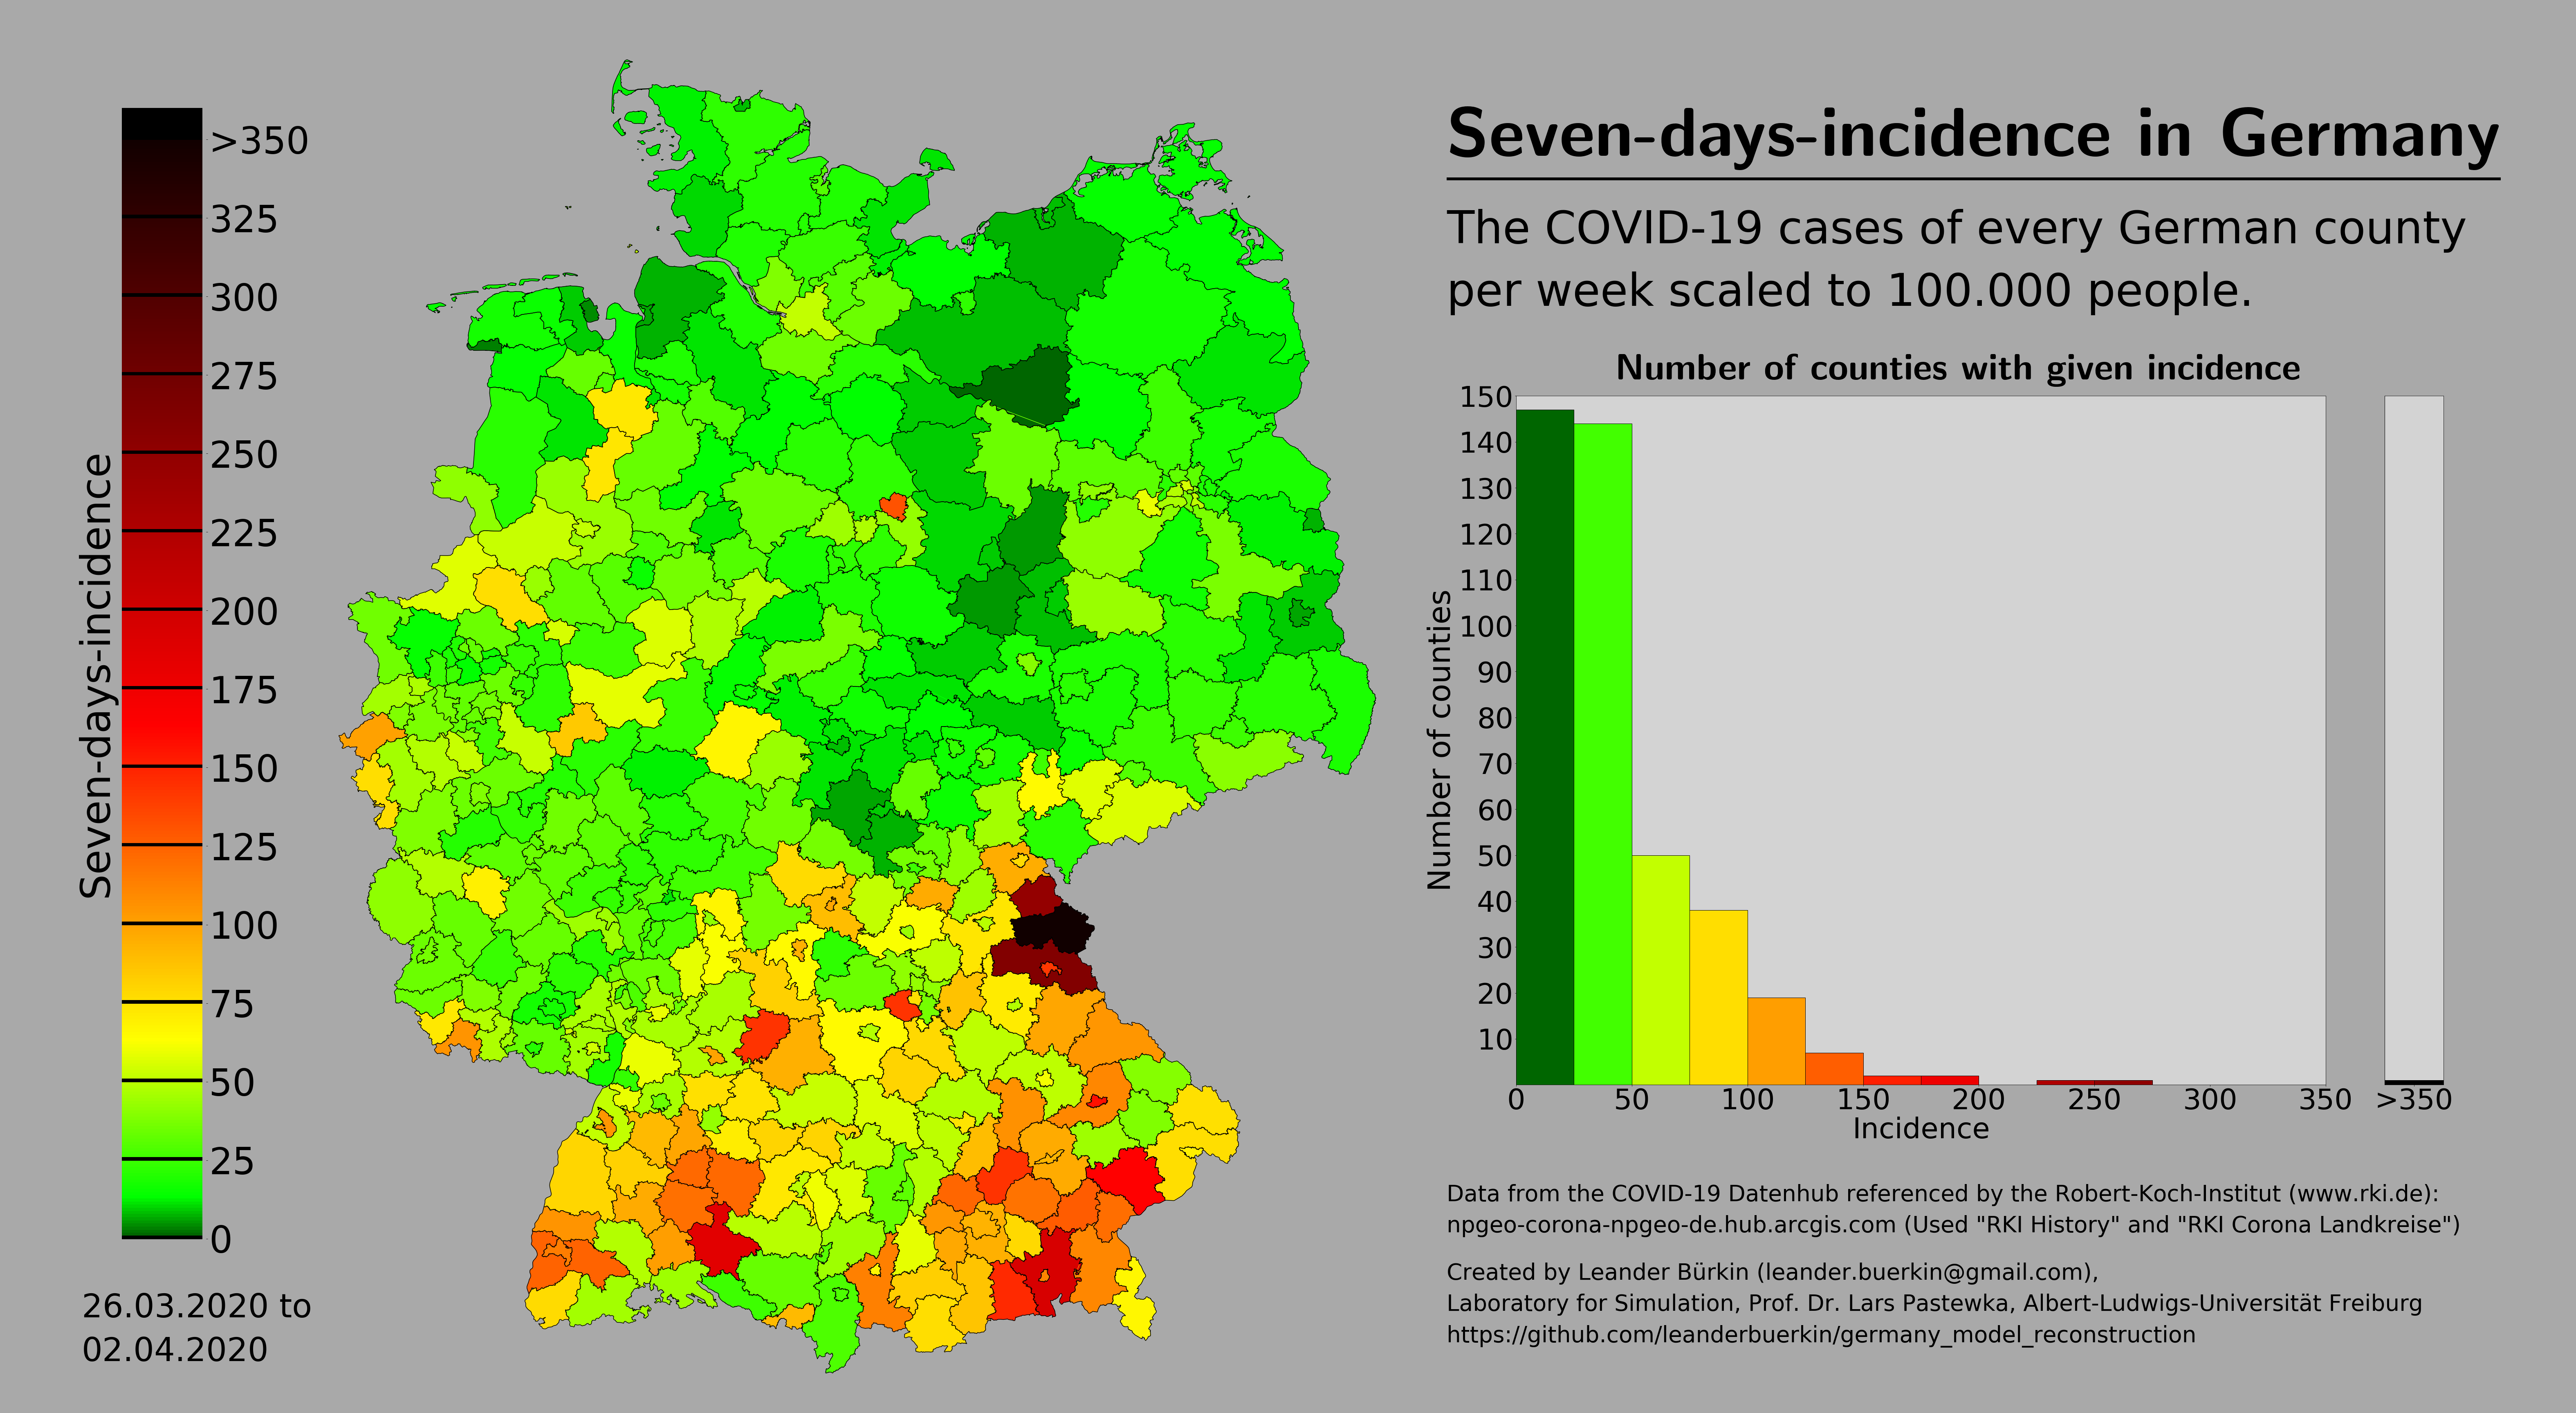 Seven-days-incidence in Germany
The COVID-19 cases of every German county
per week scaled to 100.000 people.
Seven-days-incidence
>350
325
300
275
250
225
200
175
150
125
100
75
50
25
0
26.03.2020 to
02.04.2020
Number of counties with given incidence
Number of counties
150
140
130
120
110
100
90
80
70
60
50
40
30
20
10
0 50 100 150 200 250 300 350 >350
Incidence
Data from the COVID-19 Datenhub referenced by the Robert-Koch-Institut (www.rki.de):
npgeo-corona-npgeo-de.hub.arcgis.com (Used "RKI History" and "RKI Corona Landkreise")
Created by Leander Bürkin (leander.buerkin@gmail.com),
Laboratory for Simulation, Prof. Dr. Lars Pastewka, Albert-Ludwigs-Universität Freiburg
https://github.com/leanderbuerkin/germany_model_reconstruction